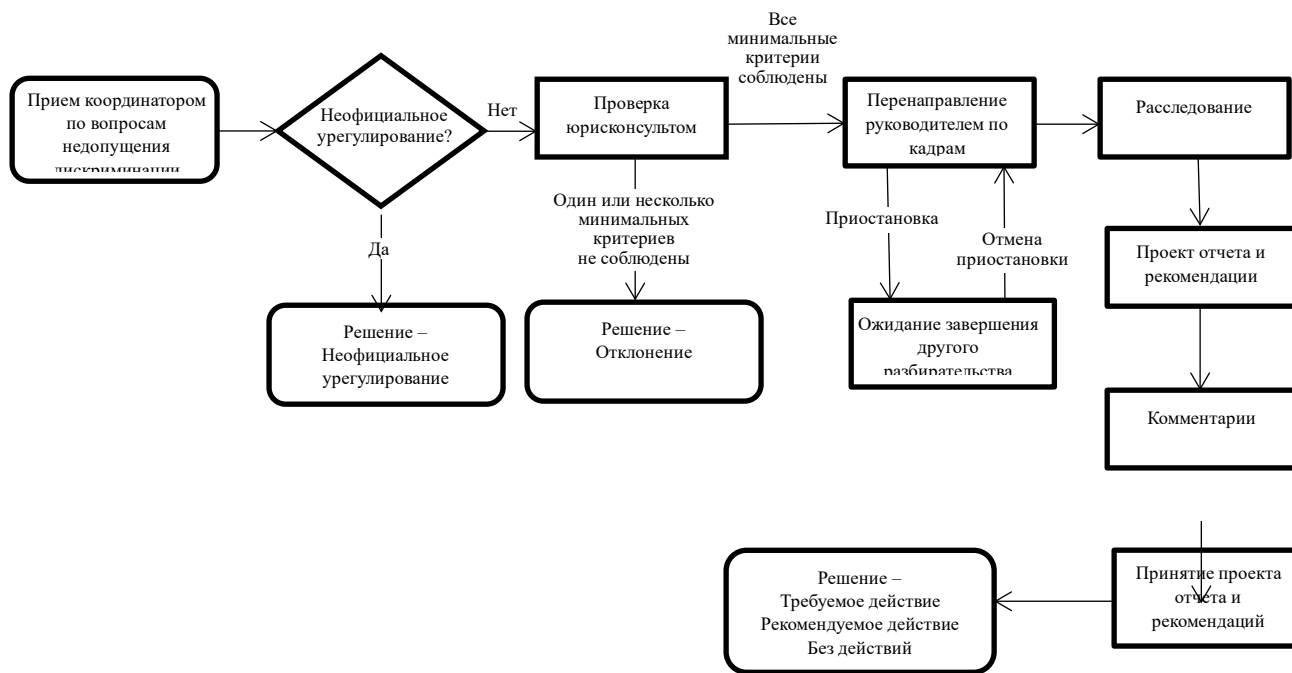 Все
минимальные
критерии
соблюдены
Прием координатором
по вопросам
недопущения
дискриминации
Неофициальное
урегулирование?
Нет
Проверка
юрисконсультом
Перенаправление
руководителем по
кадрам
Расследование
Да
Один или несколько
минимальных
критериев
не соблюдены
Приостановка
Отмена
приостановки
Проект отчета и
рекомендации
Решение –
Неофициальное
урегулирование
Решение –
Отклонение
Ожидание завершения
другого
разбирательства
Комментарии
Решение –
Требуемое действие
Рекомендуемое действие
Без действий
Принятие проекта
отчета и
рекомендаций